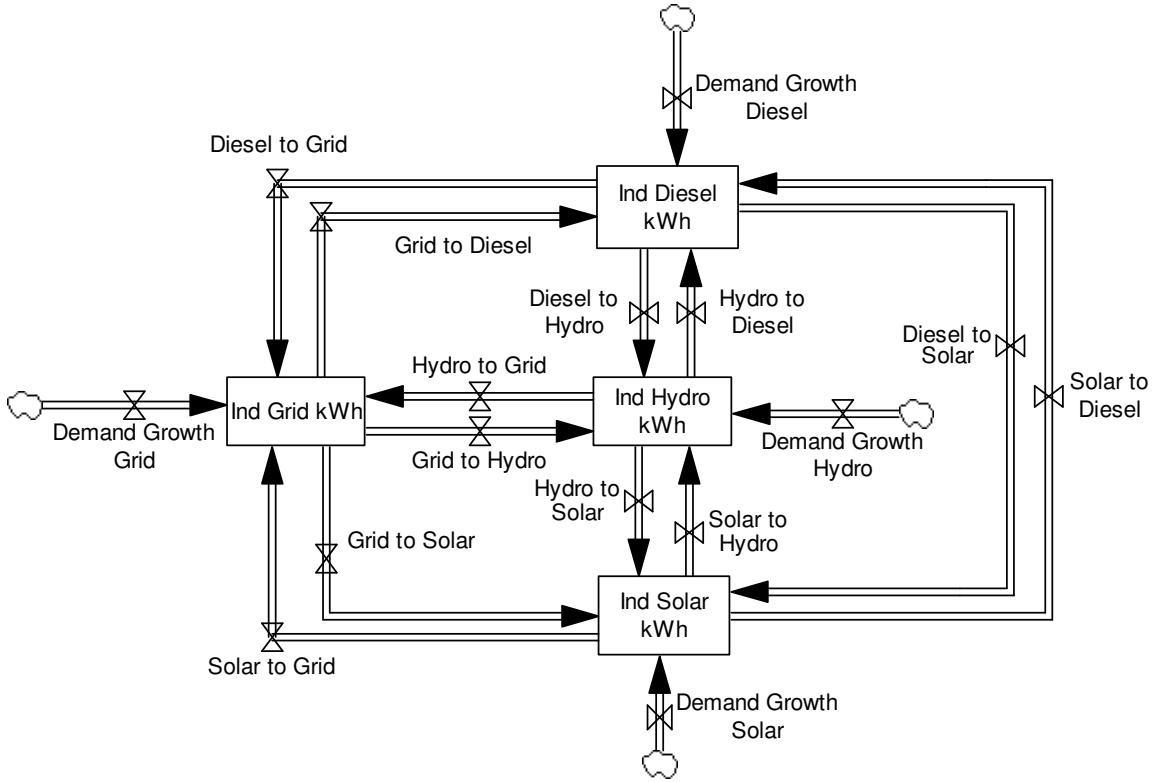 Demand Growth
Diesel
Diesel to Grid
Ind Diesel
kWh
Grid to Diesel
Diesel to
Hydro
Hydro to
Diesel
Diesel to
Solar
Hydro to Grid
Solar to
Diesel
Ind Grid kWh
Ind Hydro
kWh
Demand Growth
Grid
Demand Growth
Hydro
Grid to Hydro
Hydro to
Solar
Solar to
Hydro
Grid to Solar
Ind Solar
kWh
Solar to Grid
Demand Growth
Solar